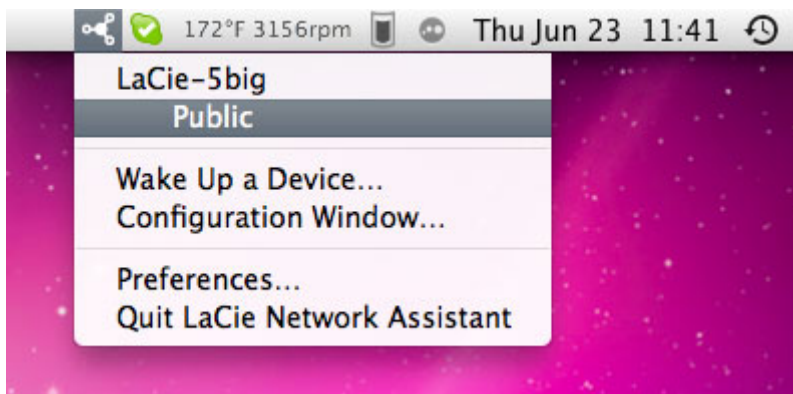 172°F 3156rpm Thu Jun 23 11:41
LaCie-5big
Public
Wake Up a Device...
Configuration Window...
Preferences...
Quit LaCie Network Assistant